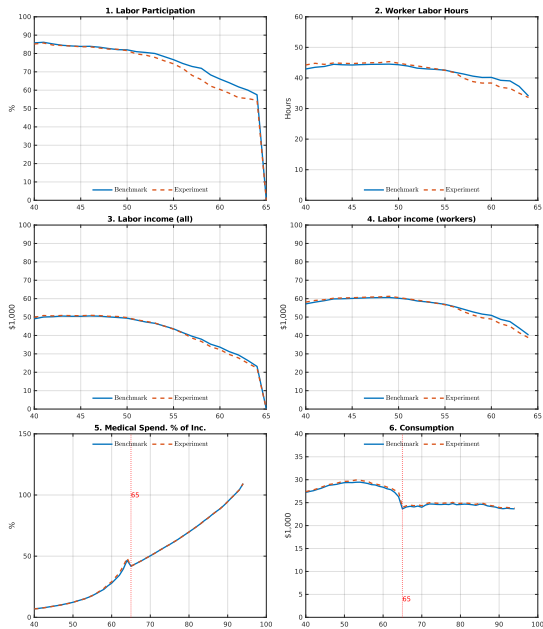 1. Labor Participation
100
90
80
70
60
50
40
30
20
10
0
%
Benchmark
Experiment
40 45 50 55 60 65
2. Worker Labor Hours
60
50
40
30
20
10
0
Hours
Benchmark
Experiment
40 45 50 55 60 65
3. Labor income (all)
100
90
80
70
60
50
40
30
20
10
0
$1,000
Benchmark
Experiment
40 45 50 55 60 65
4. Labor income (workers)
100
90
80
70
60
50
40
30
20
10
0
$1,000
Benchmark
Experiment
40 45 50 55 60 65
5. Medical Spend. % of Inc.
150
100
50
0
%
Benchmark
Experiment
65
40 50 60 70 80 90 100
6. Consumption
40
35
30
25
20
15
10
5
0
$1,000
Benchmark
Experiment
65
40 50 60 70 80 90 100